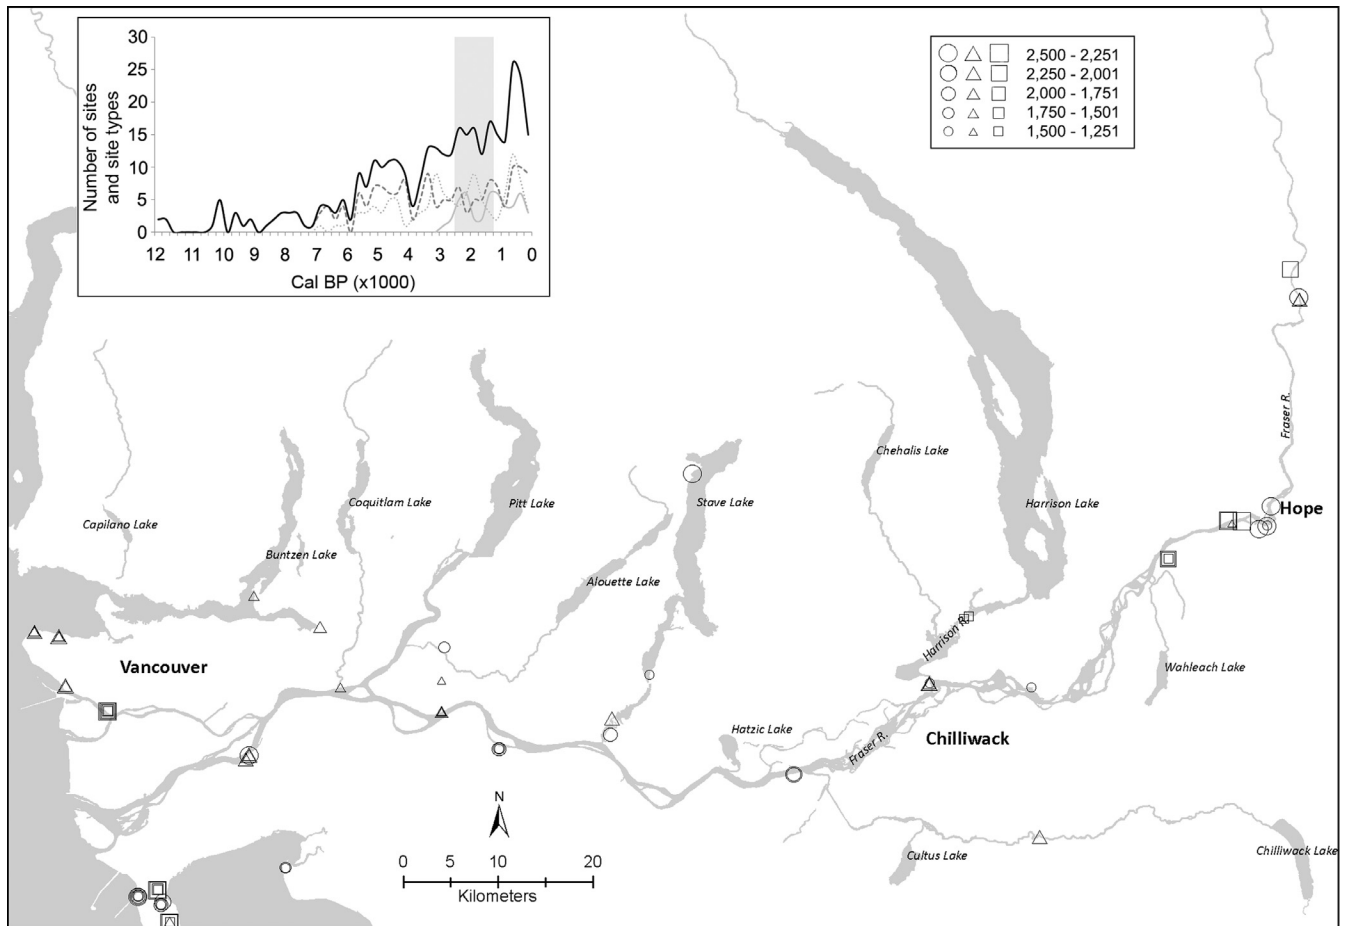 30
25
20
15
10
5
0
Number of sites
and site types
12 11 10 9 8 7 6 5 4 3 2 1 0
Cal BP (x1000)
2,500 - 2,251
2,250 - 2,001
2,000 - 1,751
1,750 - 1,501
1,500 - 1,251
Fraser R.
Chehalis Lake
Capilano Lake
Coquitlam Lake
Pitt Lake
Stave Lake
Harrison Lake
Hope
Buntzen Lake
Alouette Lake
Harrison R.
Vancouver
Wahleach Lake
Hatzic Lake
Fraser R.
Chilliwack
N
Cultus Lake
Chilliwack Lake
0 5 10 20
Kilometers